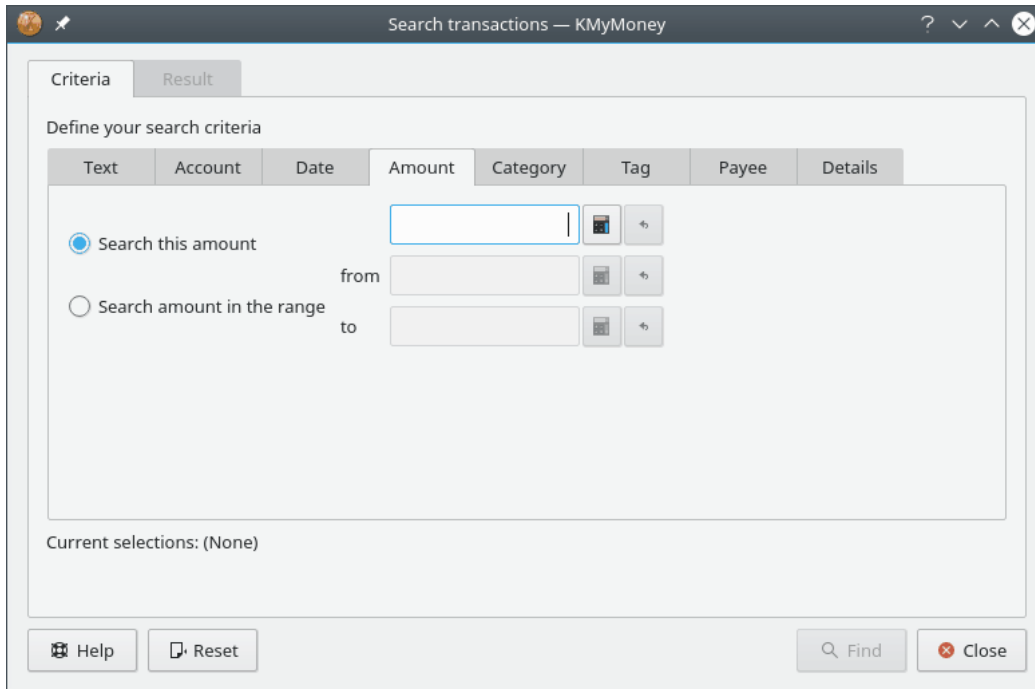 Search transactions — KMyMoney
Criteria
Result
Define your search criteria
Text
Account
Date
Amount
Category
Tag
Payee
Details
Search this amount
from
Search amount in the range
to
Current selections: (None)
Help
Reset
Find
Close